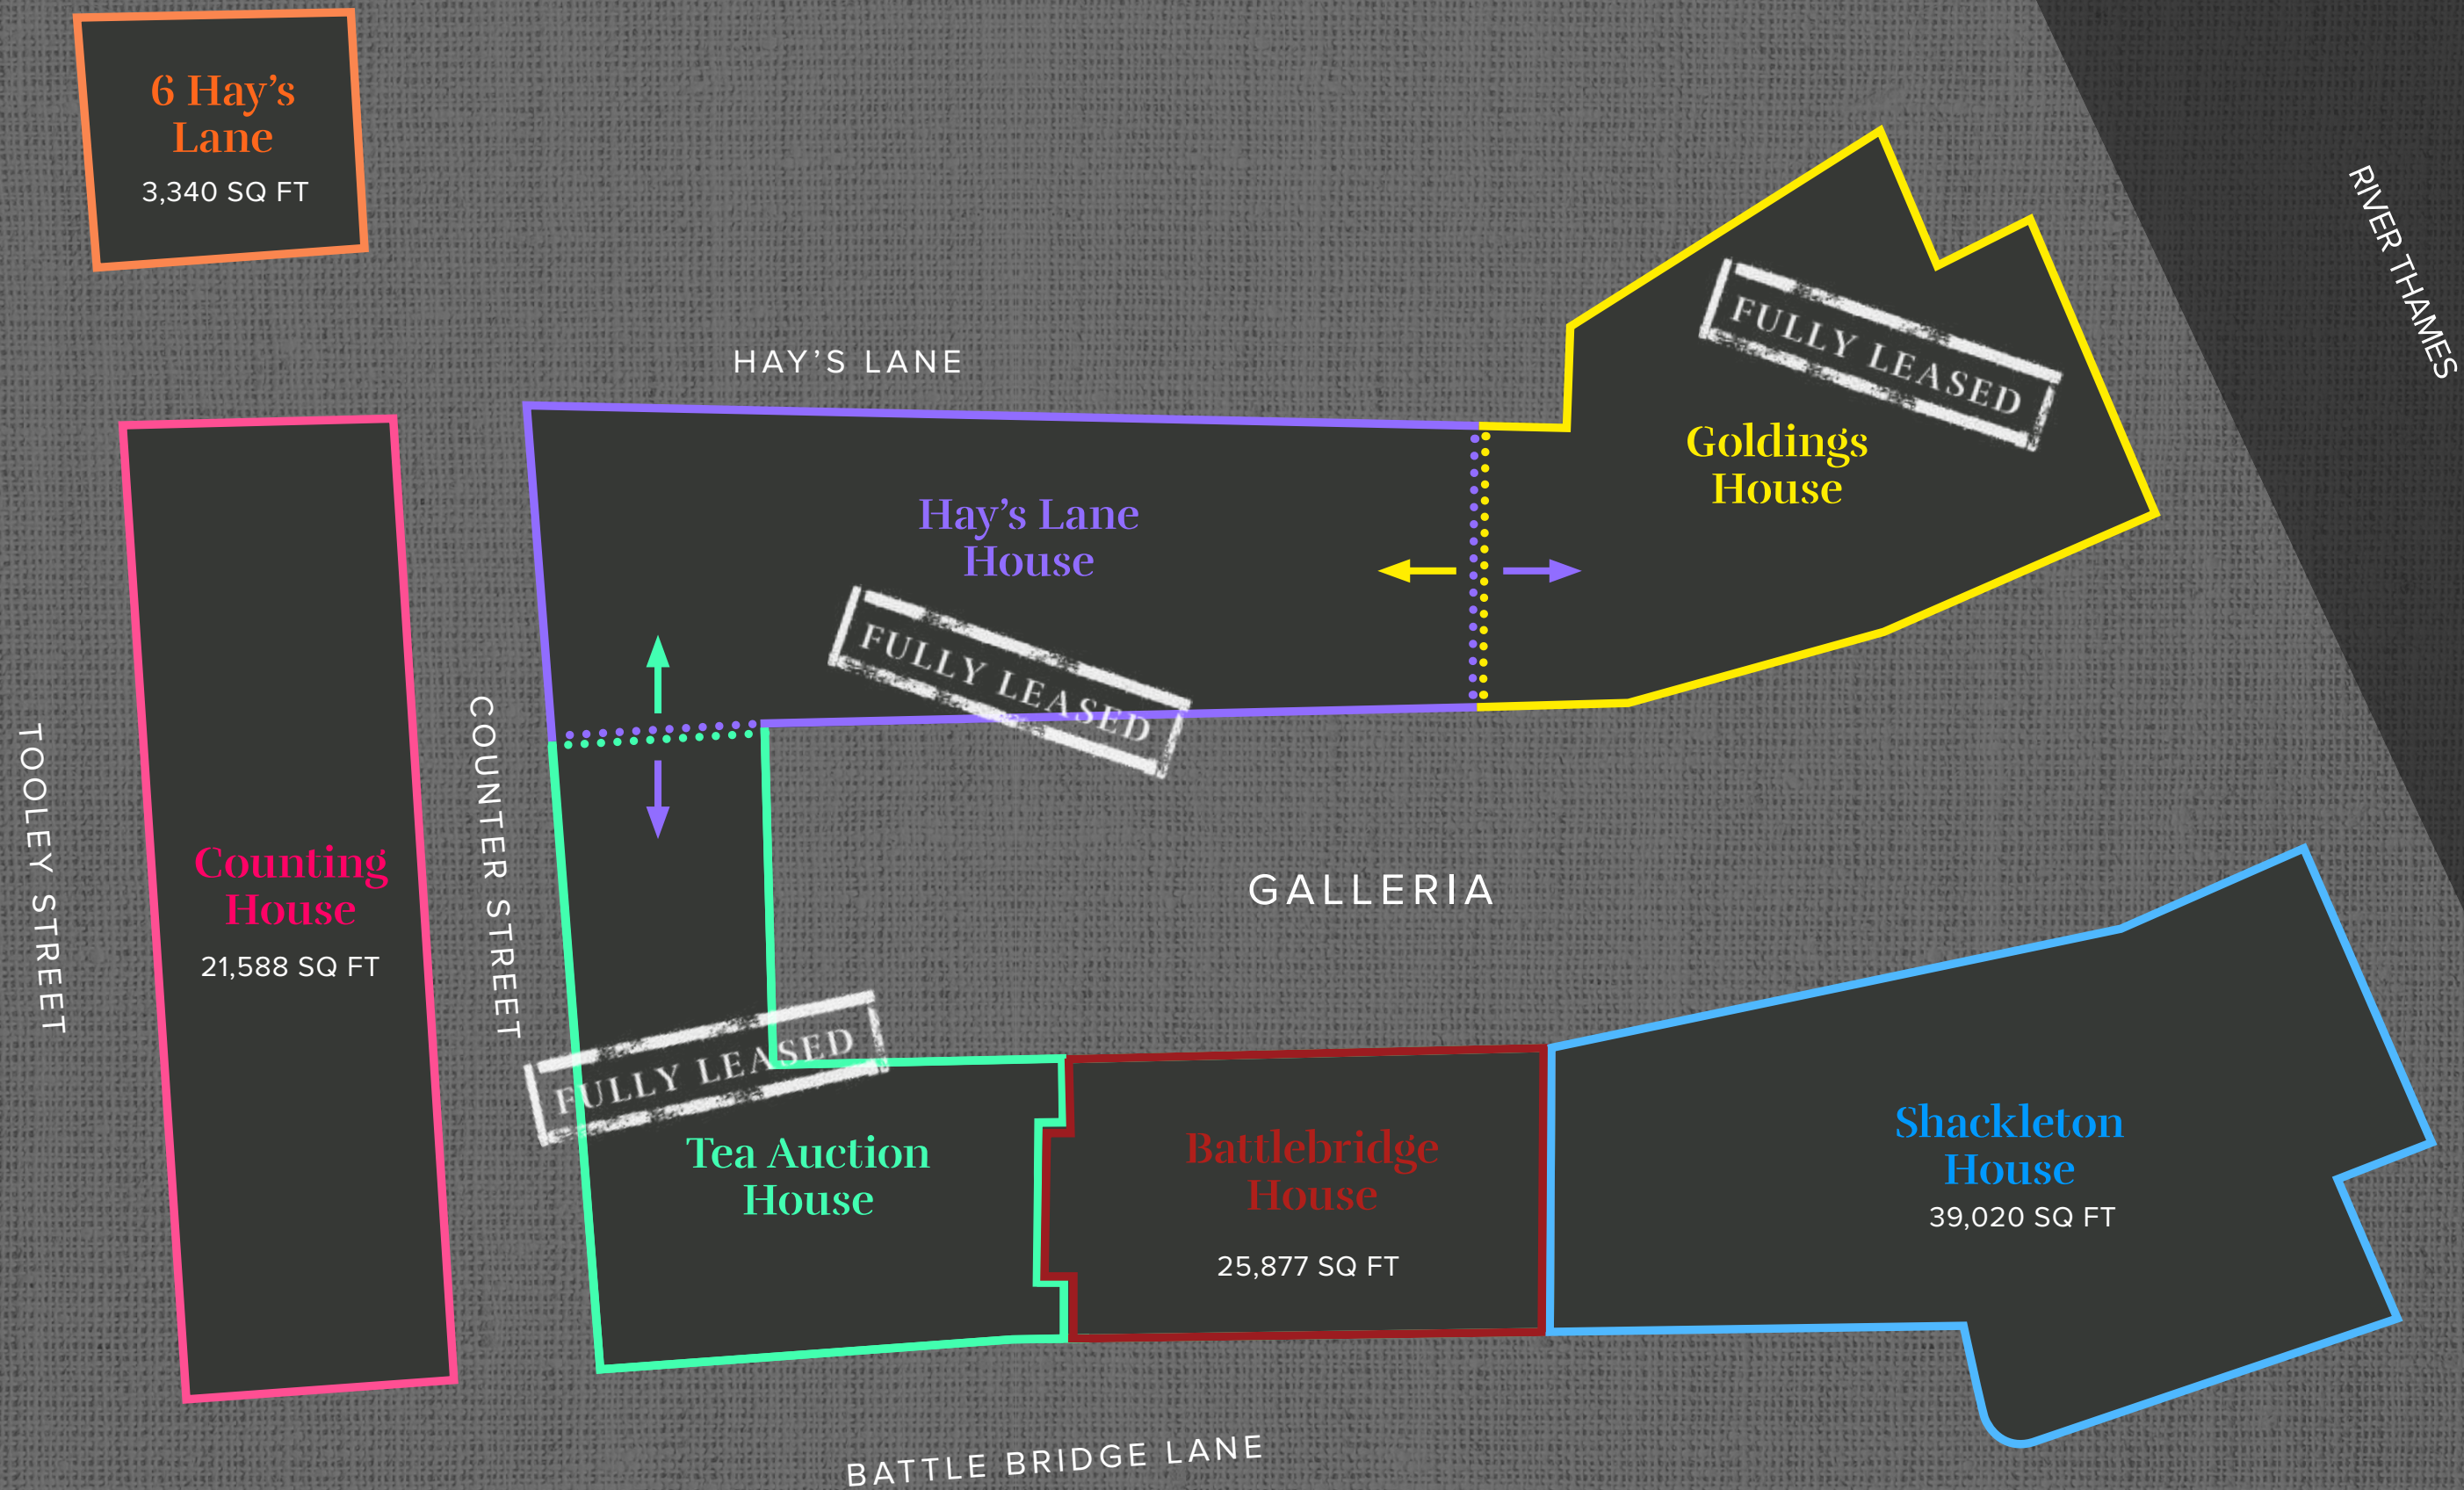 6 Hay’s
Lane
3,340 SQ FT
RIVER THAMES
HAY’S LANE
FULLY LEASED
Goldings
House
Hay’s Lane
House
FULLY LEASED
TOOLEY STREET
COUNTER STREET
Counting
House
21,588 SQ FT
GALLERIA
FULLY LEASED
Tea Auction
House
Battlebridge
House
25,877 SQ FT
Shackleton
House
39,020 SQ FT
BATTLE BRIDGE LANE